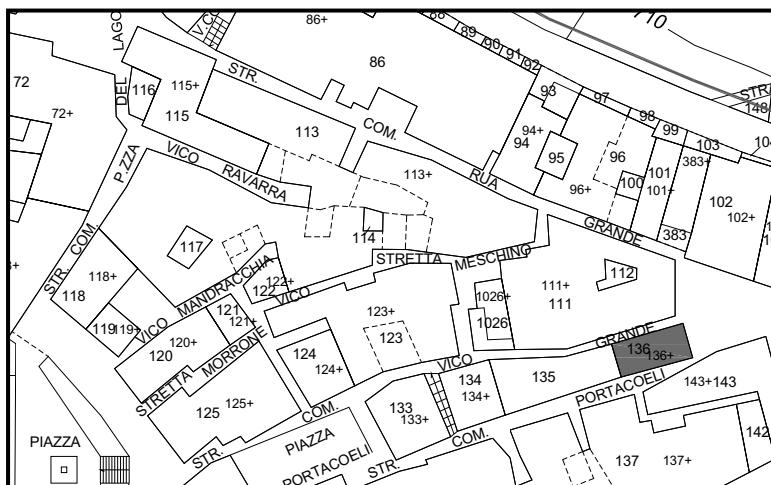 86+
88
89
90
91
92
710
LAGO
V.CO
72
72+
DEL
116
115+
115
STR.
86
COM.
113
93
97
98
99
103
STR
148
104
94+
94
95
96
96+
100
101
101+
383+
383
102
102+
P.ZZA
VICO
RAVARRA
113+
RUA
GRANDE
114
117
STR. COM.
118+
118
119
119+
VICO MANDRACCHIA
122
122+
VICO
STRETTA
MESCHINO
121
121+
120+
120
STRETTA MORRONE
123+
123
124
124+
1026+
1026
111+
111
112
VICO
GRANDE
136
136+
134
134+
135
PORTACOELI
143+
143
125
125+
STR.
COM.
133
133+
PIAZZA
PORTACOELI
STR.
COM.
PIAZZA
137
137+
142